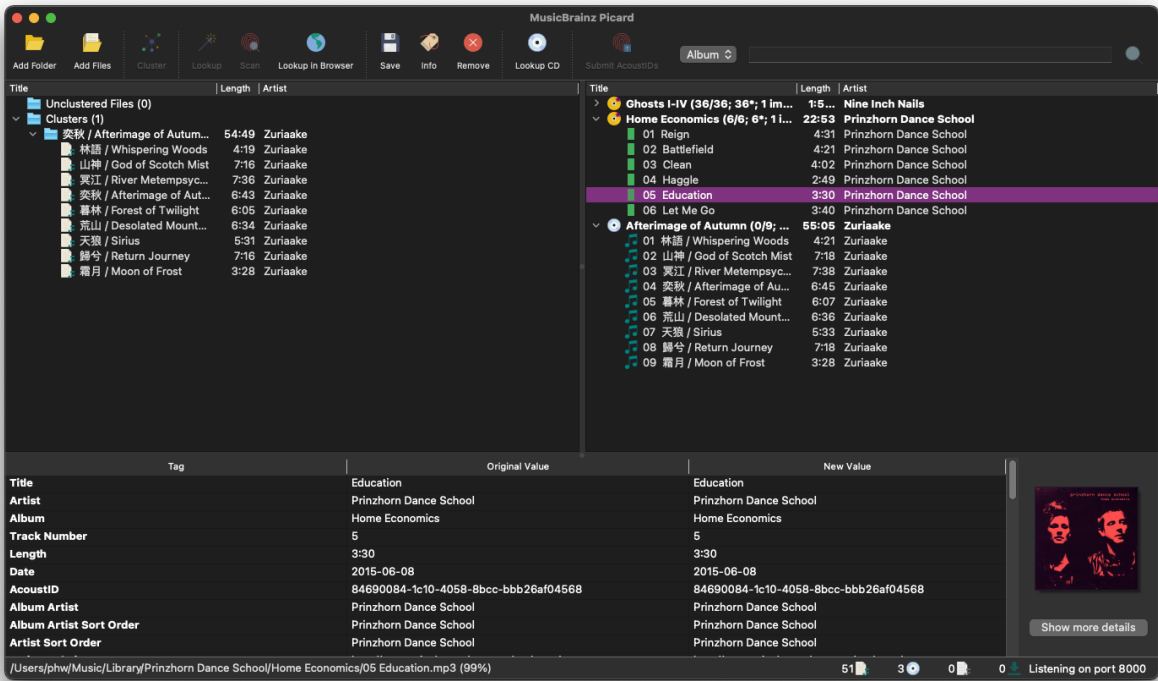 MusicBrainz Picard
Add Folder Add Files Cluster Lookup Scan Lookup in Browser Save Info Remove Lookup CD Submit AcoustIDs Album
Title Length Artist
Unclustered Files (0)
Clusters (1)
奕秋 / Afterimage of Autum... 54:49 Zuriaake
林語 / Whispering Woods 4:19 Zuriaake
山神 / God of Scotch Mist 7:16 Zuriaake
冥江 / River Metempsyc... 7:36 Zuriaake
奕秋 / Afterimage of Aut... 6:43 Zuriaake
暮林 / Forest of Twilight 6:05 Zuriaake
荒山 / Desolated Mount... 6:34 Zuriaake
天狼 / Sirius 5:31 Zuriaake
歸兮 / Return Journey 7:16 Zuriaake
霜月 / Moon of Frost 3:28 Zuriaake
Title Length Artist
Ghosts I-IV (36/36; 36*; 1 im... 1:5... Nine Inch Nails
Home Economics (6/6; 6*; 1 i... 22:53 Prinzhorn Dance School
01 Reign 4:31 Prinzhorn Dance School
02 Battlefield 4:21 Prinzhorn Dance School
03 Clean 4:02 Prinzhorn Dance School
04 Haggle 2:49 Prinzhorn Dance School
05 Education 3:30 Prinzhorn Dance School
06 Let Me Go 3:40 Prinzhorn Dance School
Afterimage of Autumn (0/9; ... 55:05 Zuriaake
01 林語 / Whispering Woods 4:21 Zuriaake
02 山神 / God of Scotch Mist 7:18 Zuriaake
03 冥江 / River Metempsyc... 7:38 Zuriaake
04 奕秋 / Afterimage of Au... 6:45 Zuriaake
05 暮林 / Forest of Twilight 6:07 Zuriaake
06 荒山 / Desolated Mount... 6:36 Zuriaake
07 天狼 / Sirius 5:33 Zuriaake
08 歸兮 / Return Journey 7:18 Zuriaake
09 霜月 / Moon of Frost 3:28 Zuriaake
Tag Original Value New Value
Title Education Education
Artist Prinzhorn Dance School Prinzhorn Dance School
Album Home Economics Home Economics
Track Number 5 5
Length 3:30 3:30
Date 2015-06-08 2015-06-08
AcoustID 84690084-1c10-4058-8bcc-bbb26af04568 84690084-1c10-4058-8bcc-bbb26af04568
Album Artist Prinzhorn Dance School Prinzhorn Dance School
Album Artist Sort Order Prinzhorn Dance School Prinzhorn Dance School
Artist Sort Order Prinzhorn Dance School Prinzhorn Dance School
prinzhorn dance school
home economics
Show more details
/Users/phw/Music/Library/Prinzhorn Dance School/Home Economics/05 Education.mp3 (99%) 51 3 0 0 Listening on port 8000